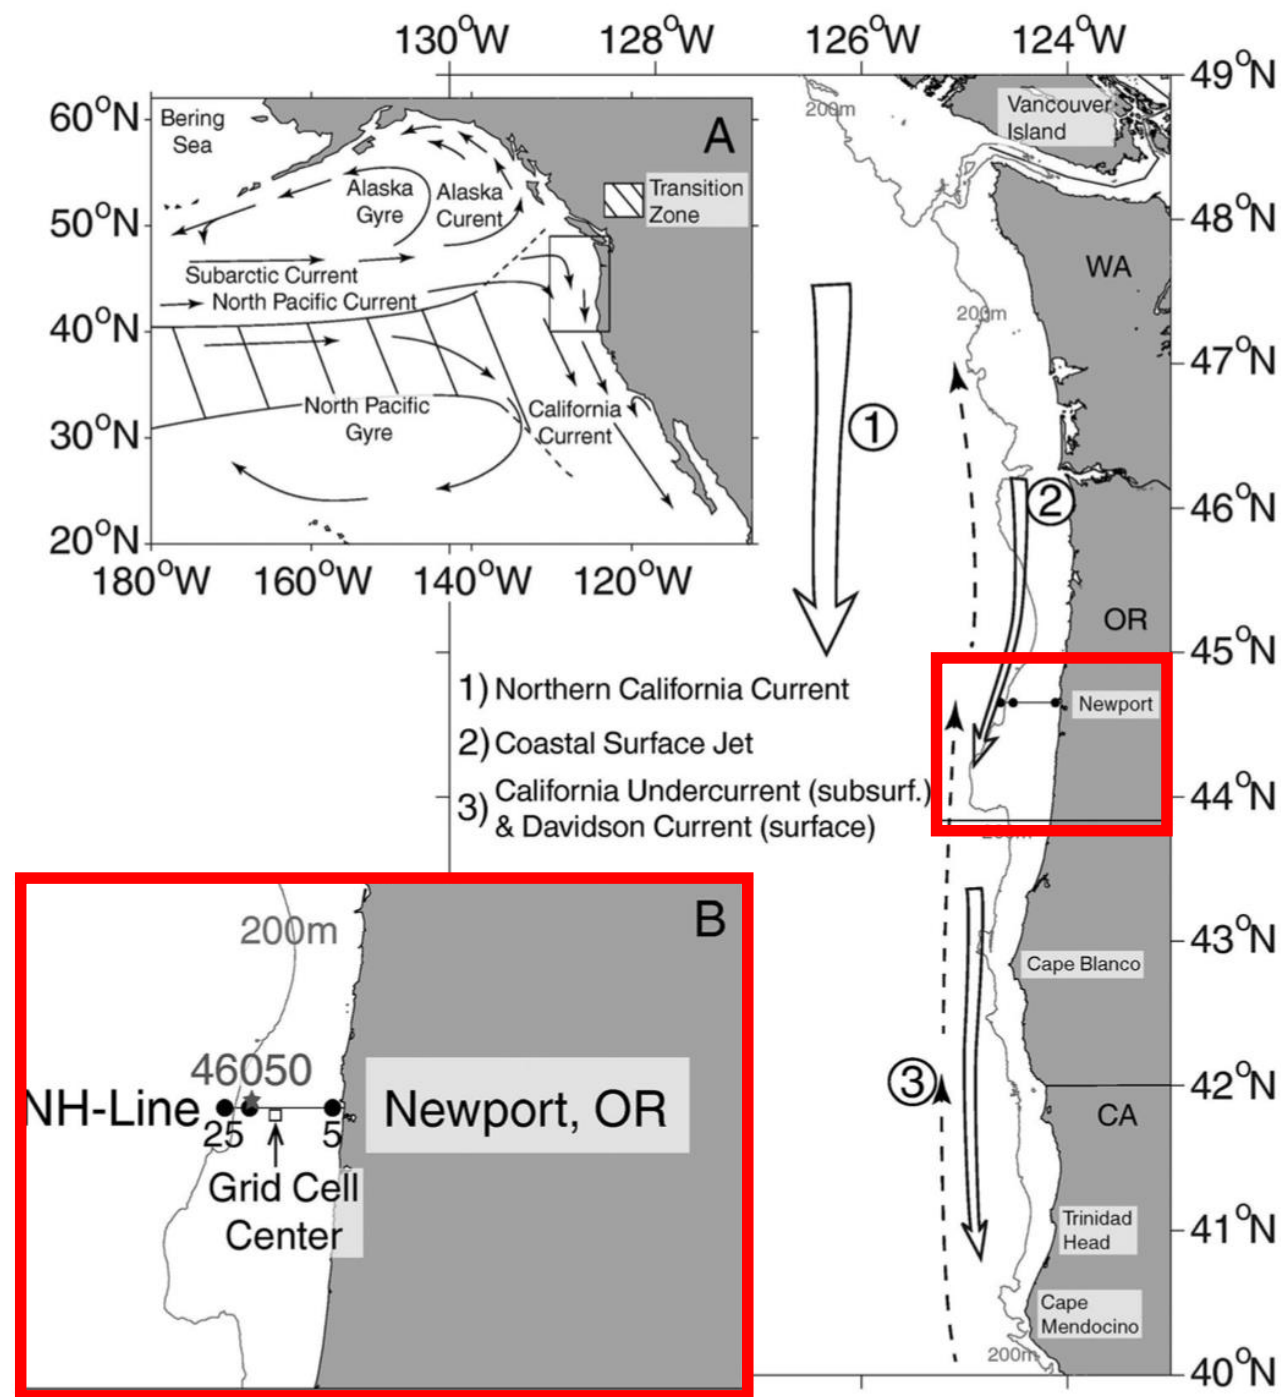 130°W
128°W
126°W
124°W
49°N
48°N
47°N
46°N
45°N
44°N
43°N
42°N
41°N
40°N
60°N
50°N
40°N
30°N
20°N
180°W
160°W
140°W
120°W
A
Bering
Sea
Alaska
Gyre
Alaska
Curent
Transition
Zone
Subarctic Current
North Pacific Current
North Pacific
Gyre
California
Current
200m
Vancouver
Island
WA
200m
1
2
OR
Newport
1) Northern California Current
2) Coastal Surface Jet
3) California Undercurrent (subsurf.)
& Davidson Current (surface)
200m
Cape Blanco
3
CA
Trinidad
Head
Cape
Mendocino
200m
B
200m
46050
NH-Line
25
5
Newport, OR
Grid Cell
Center